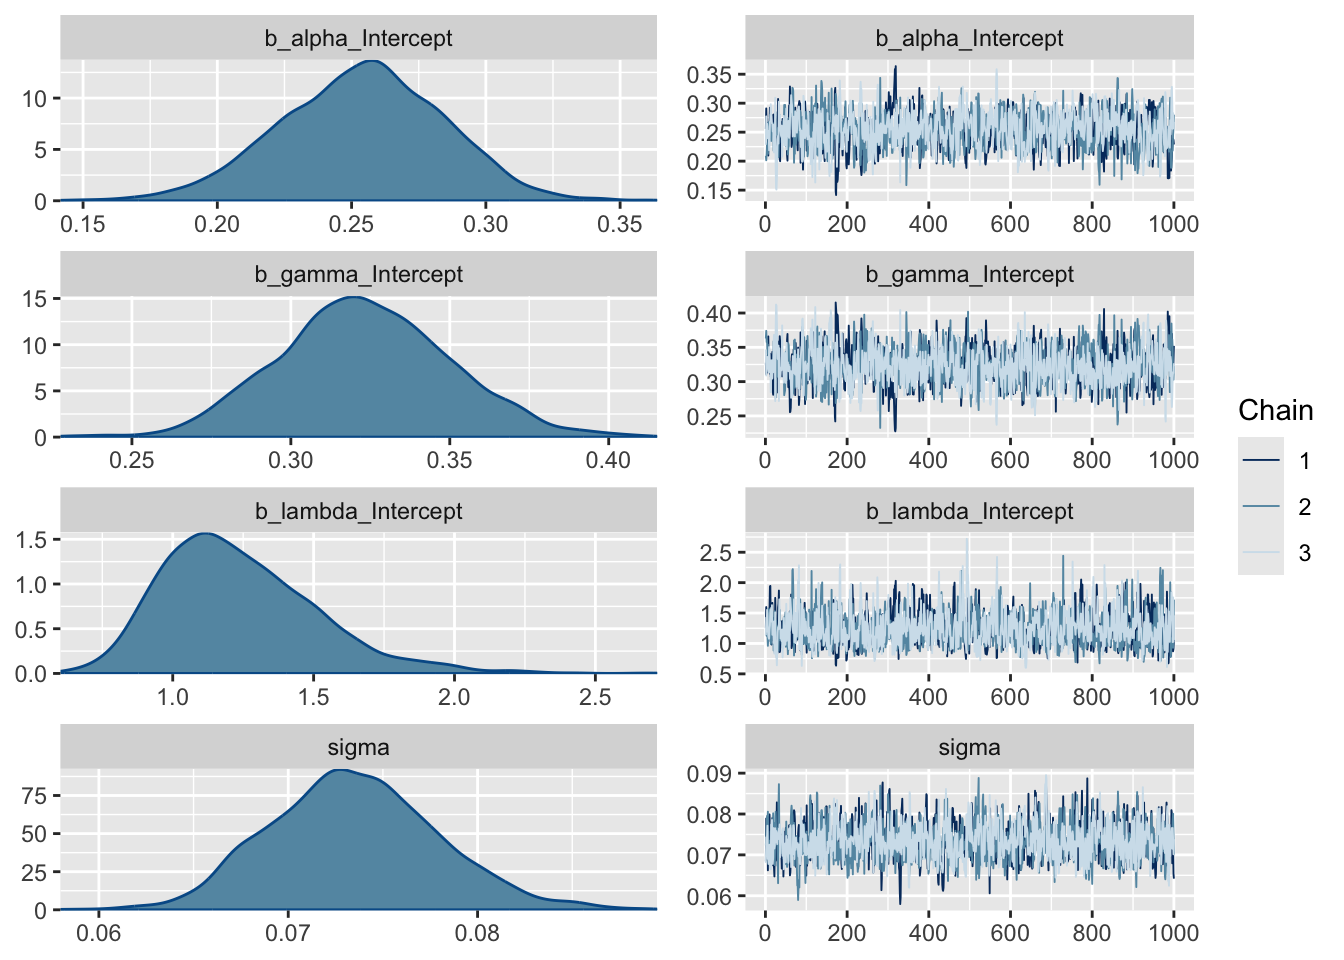 b_alpha_Intercept
10
5
0
0.15 0.20 0.25 0.30 0.35
b_alpha_Intercept
0.35
0.30
0.25
0.20
0.15
0 200 400 600 800 1000
b_gamma_Intercept
15
10
5
0
0.25 0.30 0.35 0.40
b_gamma_Intercept
0.40
0.35
0.30
0.25
0 200 400 600 800 1000
b_lambda_Intercept
1.5
1.0
0.5
0.0
1.0 1.5 2.0 2.5
b_lambda_Intercept
2.5
2.0
1.5
1.0
0.5
0 200 400 600 800 1000
sigma
75
50
25
0
0.06 0.07 0.08
sigma
0.09
0.08
0.07
0.06
0 200 400 600 800 1000
Chain
1
2
3